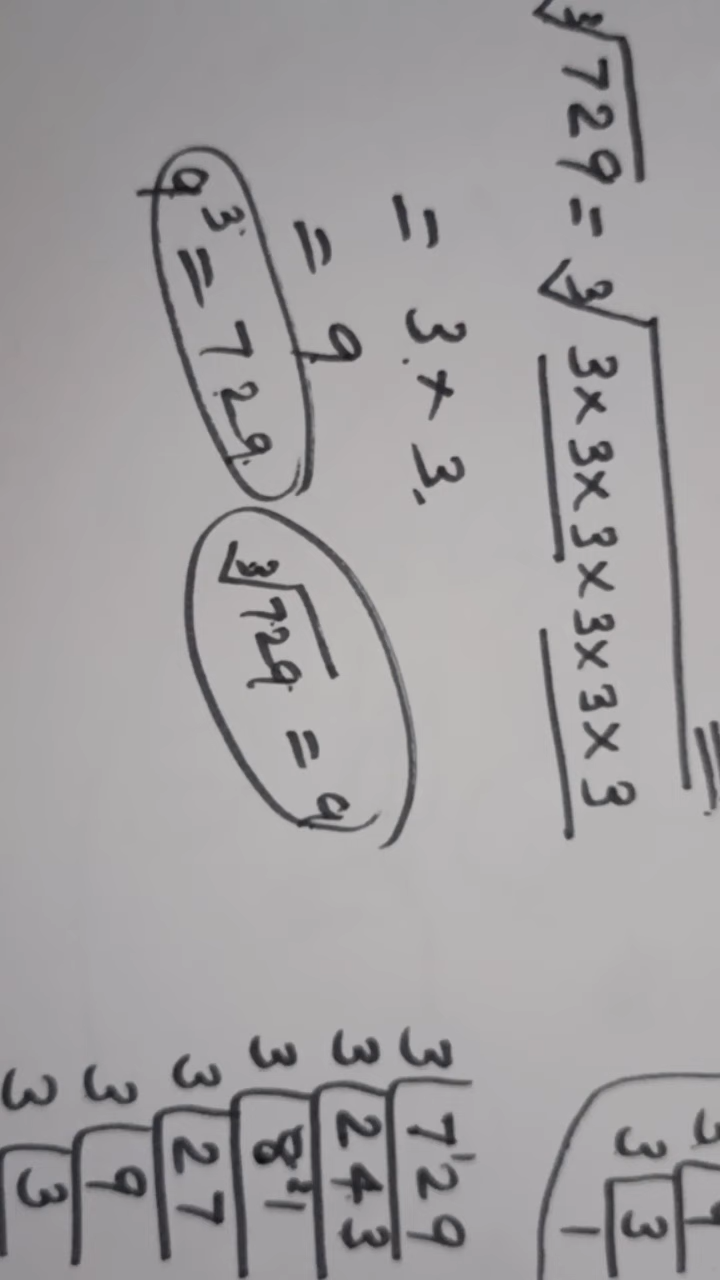 ∛729 = ∛3×3×3×3×3×3
= 3 × 3
= 9
9³ = 729
∛729 = 9
3 729
3 243
3 81
3 27
3 9
3 3
3 3
1